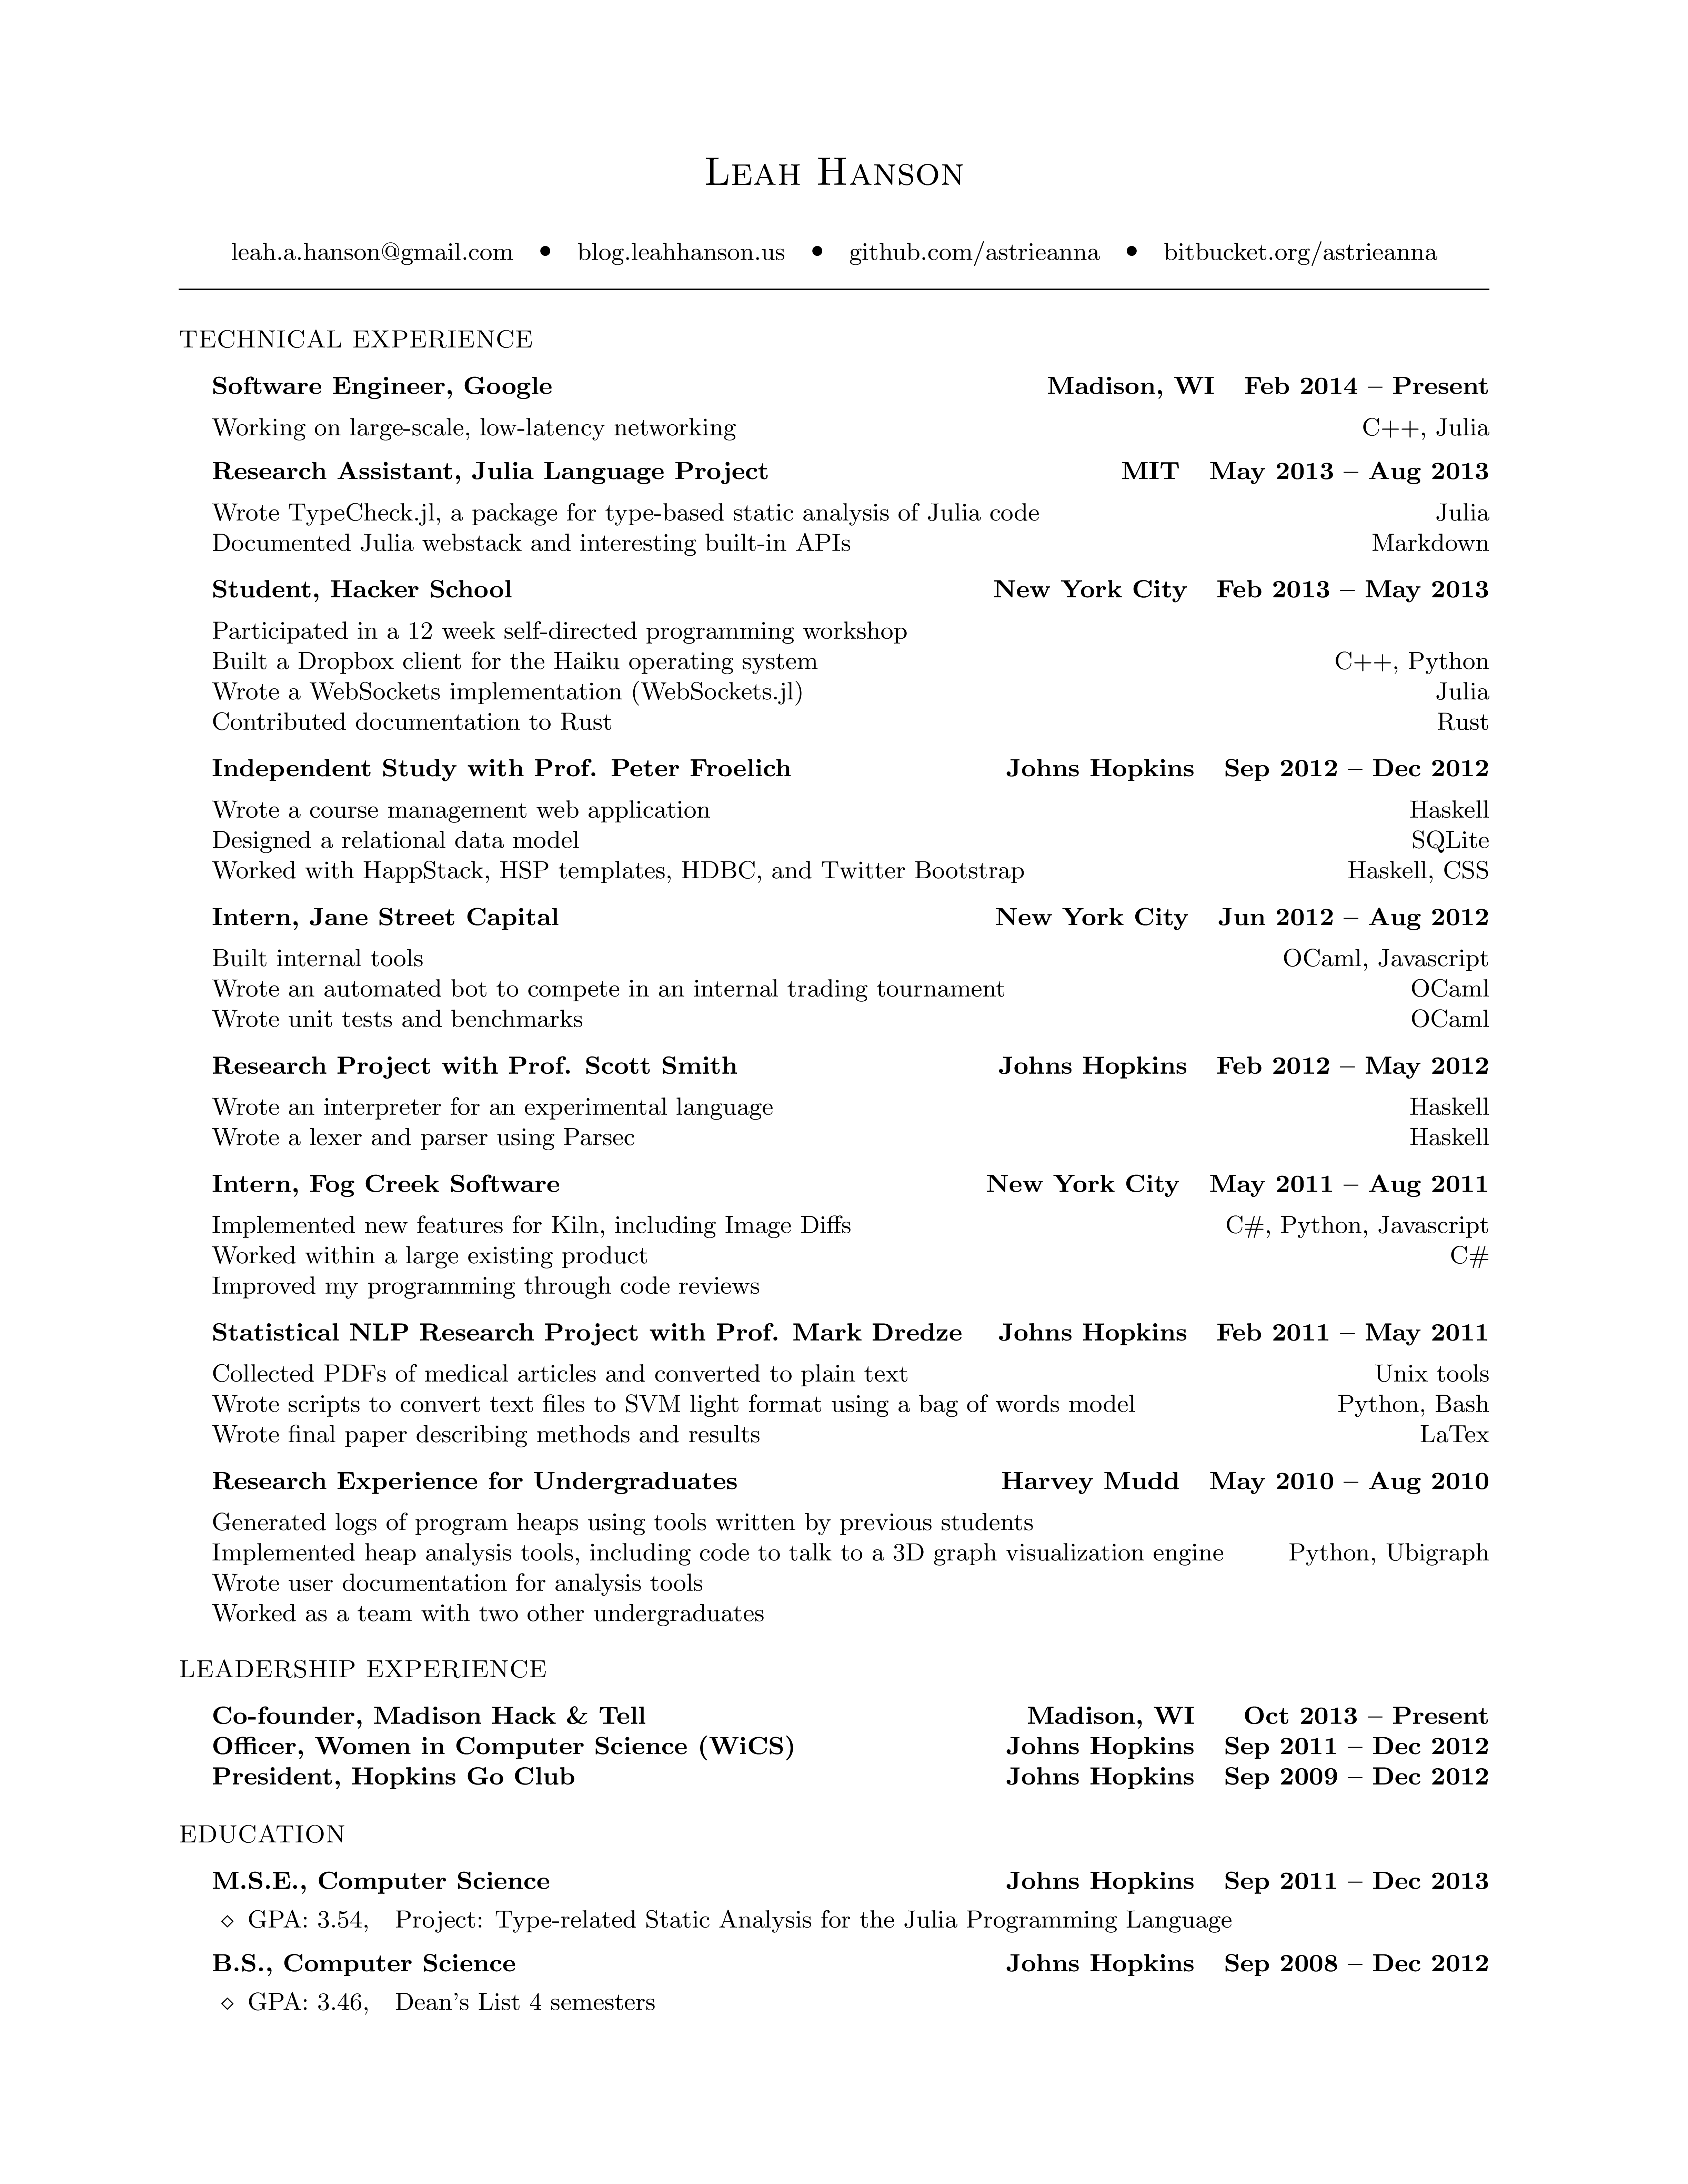 Leah Hanson
leah.a.hanson@gmail.com • blog.leahhanson.us • github.com/astrieanna • bitbucket.org/astrieanna
TECHNICAL EXPERIENCE
Software Engineer, Google Madison, WI Feb 2014 – Present
Working on large-scale, low-latency networking C++, Julia
Research Assistant, Julia Language Project MIT May 2013 – Aug 2013
Wrote TypeCheck.jl, a package for type-based static analysis of Julia code Julia
Documented Julia webstack and interesting built-in APIs Markdown
Student, Hacker School New York City Feb 2013 – May 2013
Participated in a 12 week self-directed programming workshop
Built a Dropbox client for the Haiku operating system C++, Python
Wrote a WebSockets implementation (WebSockets.jl) Julia
Contributed documentation to Rust Rust
Independent Study with Prof. Peter Froelich Johns Hopkins Sep 2012 – Dec 2012
Wrote a course management web application Haskell
Designed a relational data model SQLite
Worked with HappStack, HSP templates, HDBC, and Twitter Bootstrap Haskell, CSS
Intern, Jane Street Capital New York City Jun 2012 – Aug 2012
Built internal tools OCaml, Javascript
Wrote an automated bot to compete in an internal trading tournament OCaml
Wrote unit tests and benchmarks OCaml
Research Project with Prof. Scott Smith Johns Hopkins Feb 2012 – May 2012
Wrote an interpreter for an experimental language Haskell
Wrote a lexer and parser using Parsec Haskell
Intern, Fog Creek Software New York City May 2011 – Aug 2011
Implemented new features for Kiln, including Image Diffs C#, Python, Javascript
Worked within a large existing product C#
Improved my programming through code reviews
Statistical NLP Research Project with Prof. Mark Dredze Johns Hopkins Feb 2011 – May 2011
Collected PDFs of medical articles and converted to plain text Unix tools
Wrote scripts to convert text files to SVM light format using a bag of words model Python, Bash
Wrote final paper describing methods and results LaTex
Research Experience for Undergraduates Harvey Mudd May 2010 – Aug 2010
Generated logs of program heaps using tools written by previous students
Implemented heap analysis tools, including code to talk to a 3D graph visualization engine Python, Ubigraph
Wrote user documentation for analysis tools
Worked as a team with two other undergraduates
LEADERSHIP EXPERIENCE
Co-founder, Madison Hack & Tell Madison, WI Oct 2013 – Present
Officer, Women in Computer Science (WiCS) Johns Hopkins Sep 2011 – Dec 2012
President, Hopkins Go Club Johns Hopkins Sep 2009 – Dec 2012
EDUCATION
M.S.E., Computer Science Johns Hopkins Sep 2011 – Dec 2013
⋄ GPA: 3.54, Project: Type-related Static Analysis for the Julia Programming Language
B.S., Computer Science Johns Hopkins Sep 2008 – Dec 2012
⋄ GPA: 3.46, Dean's List 4 semesters